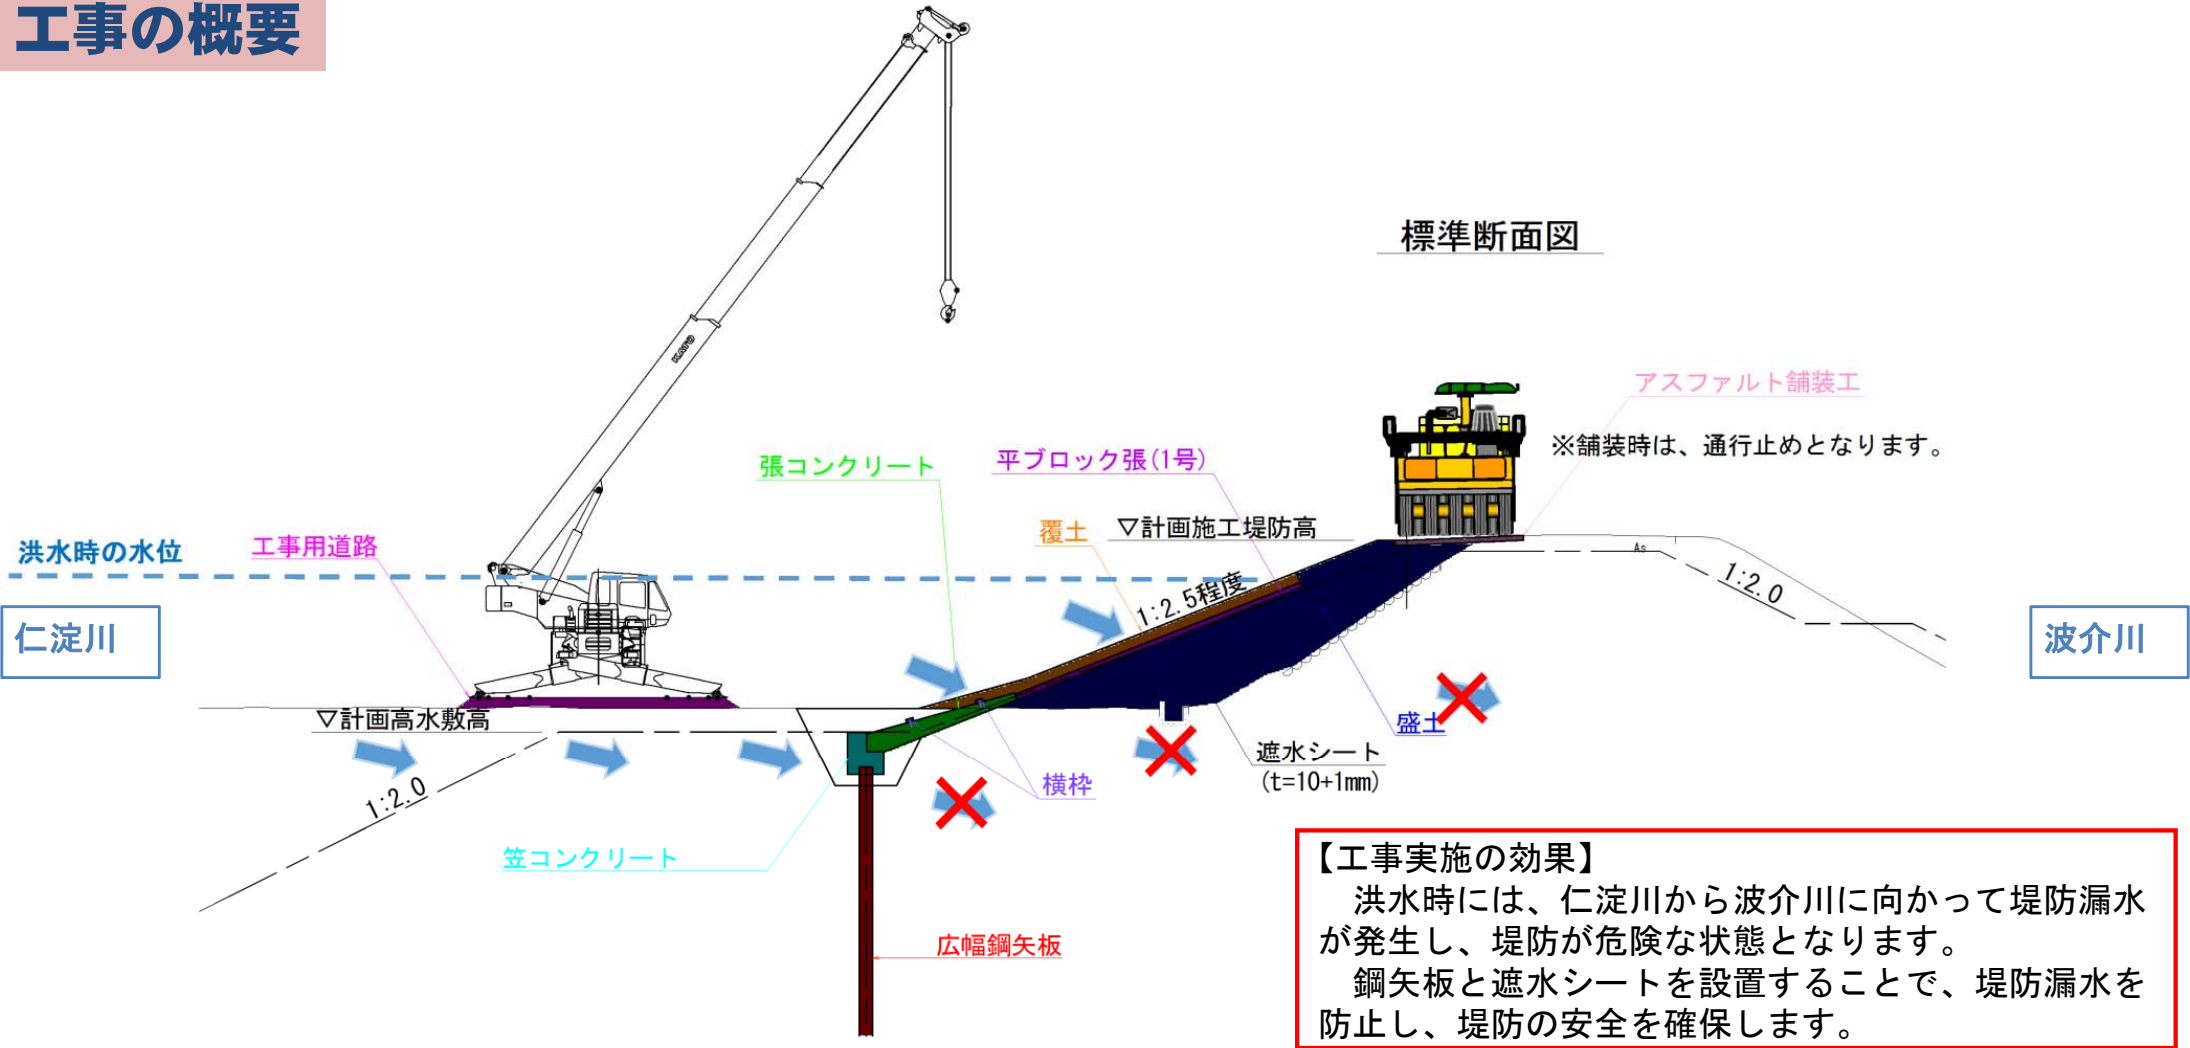 工事の概要
KATO
標準断面図
アスファルト舗装工
※舗装時は、通行止めとなります。
張コンクリート
平ブロック張(1号)
覆土
▽計画施工堤防高
洪水時の水位
工事用道路
As
1:2.5程度
1:2.0
仁淀川
波介川
▽計画高水敷高
盛土
遮水シート
(t=10+1mm)
横枠
1:2.0
笠コンクリート
広幅鋼矢板
【工事実施の効果】
洪水時には、仁淀川から波介川に向かって堤防漏水
が発生し、堤防が危険な状態となります。
鋼矢板と遮水シートを設置することで、堤防漏水を
防止し、堤防の安全を確保します。